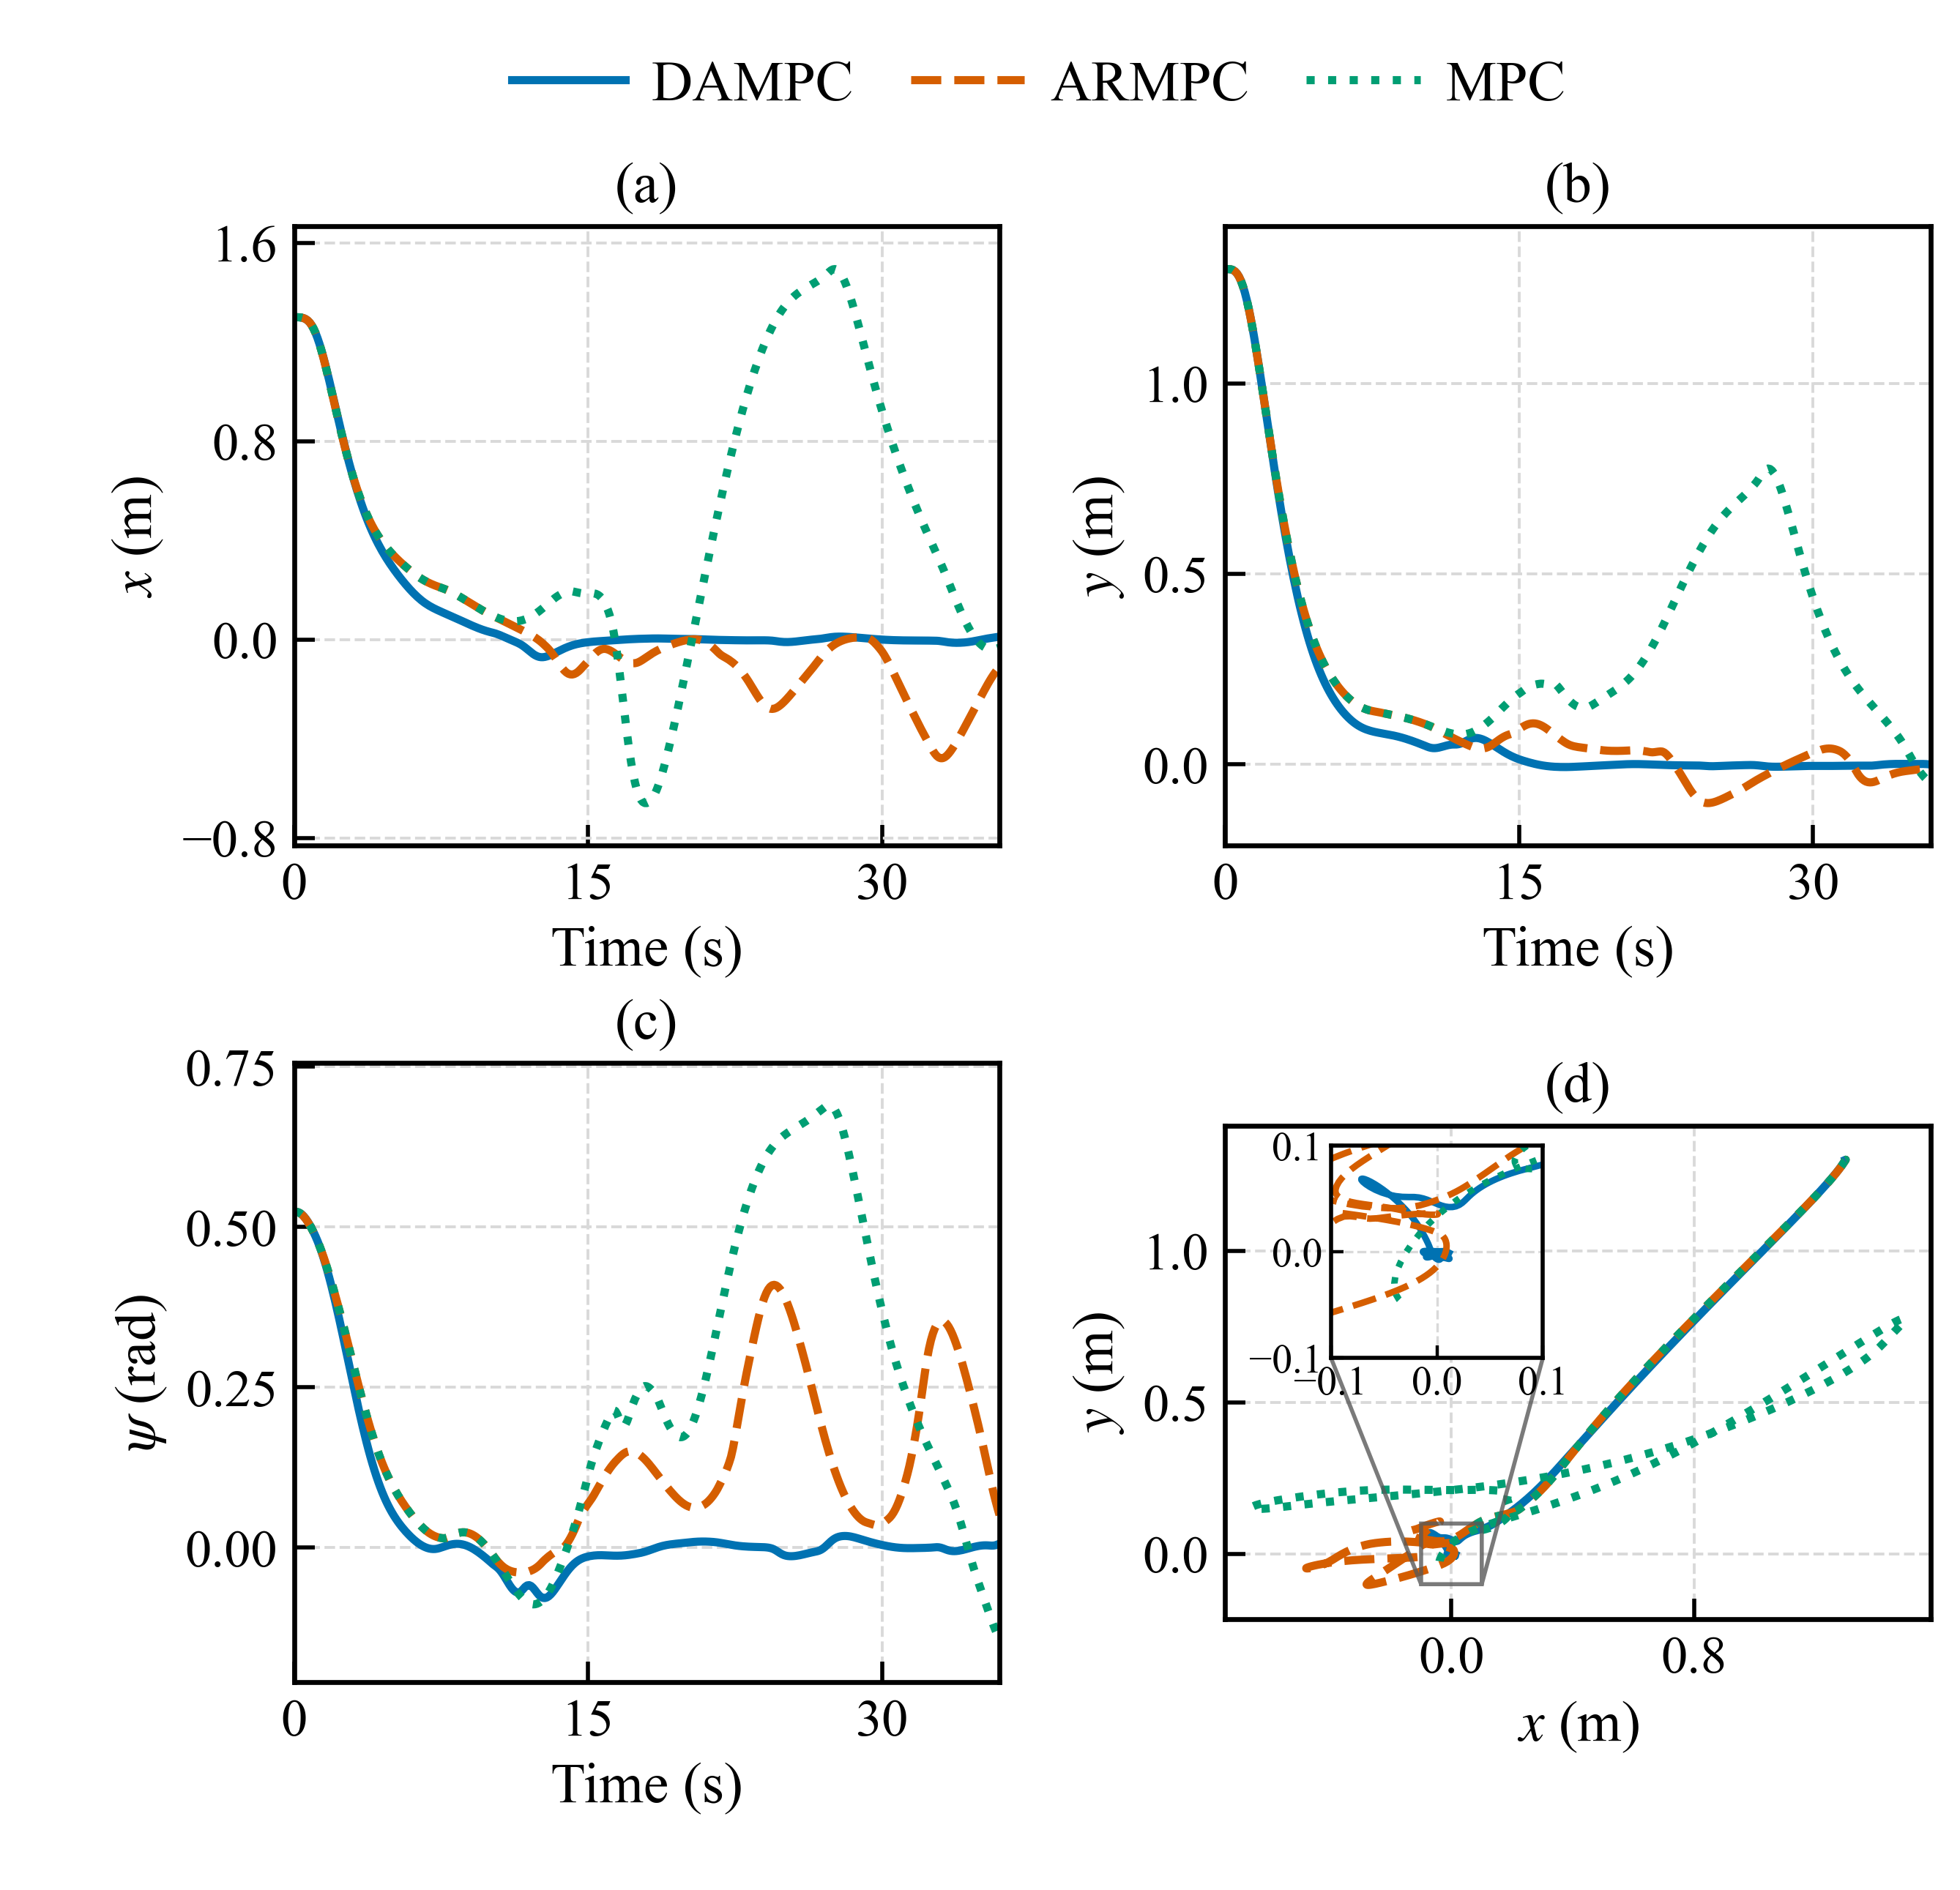 DAMPC ARMPC MPC
(a)
1.6
0.8
0.0
−0.8
x (m)
0 15 30
Time (s)
(b)
1.0
0.5
0.0
y (m)
0 15 30
Time (s)
(c)
0.75
0.50
0.25
0.00
ψ (rad)
0 15 30
Time (s)
(d)
1.0
0.5
0.0
y (m)
0.1
0.0
−0.1
−0.1 0.0 0.1
0.0 0.8
x (m)